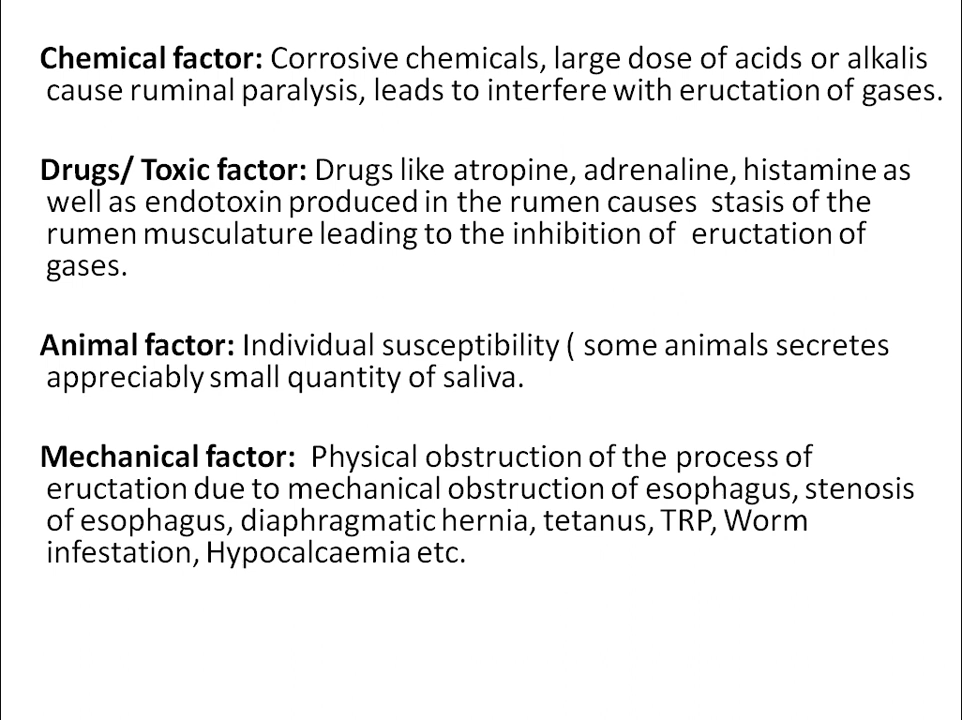 Chemical factor: Corrosive chemicals, large dose of acids or alkalis
cause ruminal paralysis, leads to interfere with eructation of gases.
Drugs/ Toxic factor: Drugs like atropine, adrenaline, histamine as
well as endotoxin produced in the rumen causes  stasis of the
rumen musculature leading to the inhibition of  eructation of
gases.
Animal factor: Individual susceptibility ( some animals secretes
appreciably small quantity of saliva.
Mechanical factor:  Physical obstruction of the process of
eructation due to mechanical obstruction of esophagus, stenosis
of esophagus, diaphragmatic hernia, tetanus, TRP, Worm
infestation, Hypocalcaemia etc.